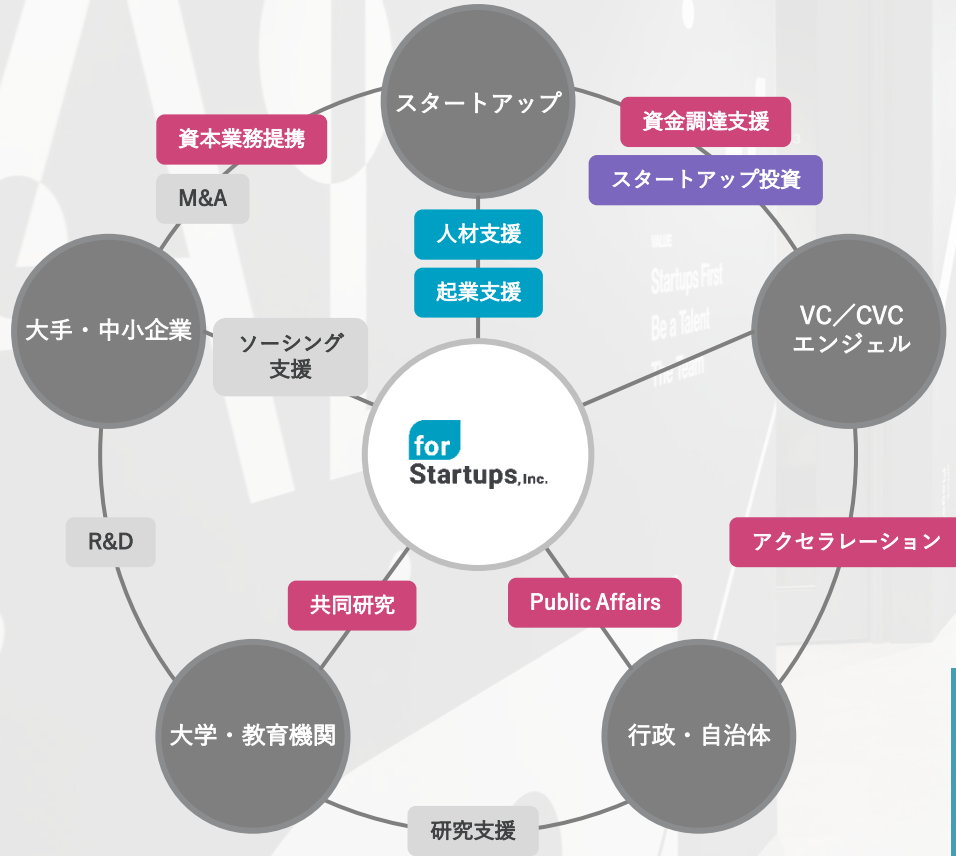 スタートアップ
資本業務提携
資金調達支援
M&A
スタートアップ投資
人材支援
起業支援
VALUE
Startups First
Be a Talent
The Team
大手・中小企業
ソーシング
支援
VC／CVC
エンジェル
for
Startups,Inc.
R&D
アクセラレーション
共同研究
Public Affairs
大学・教育機関
行政・自治体
研究支援